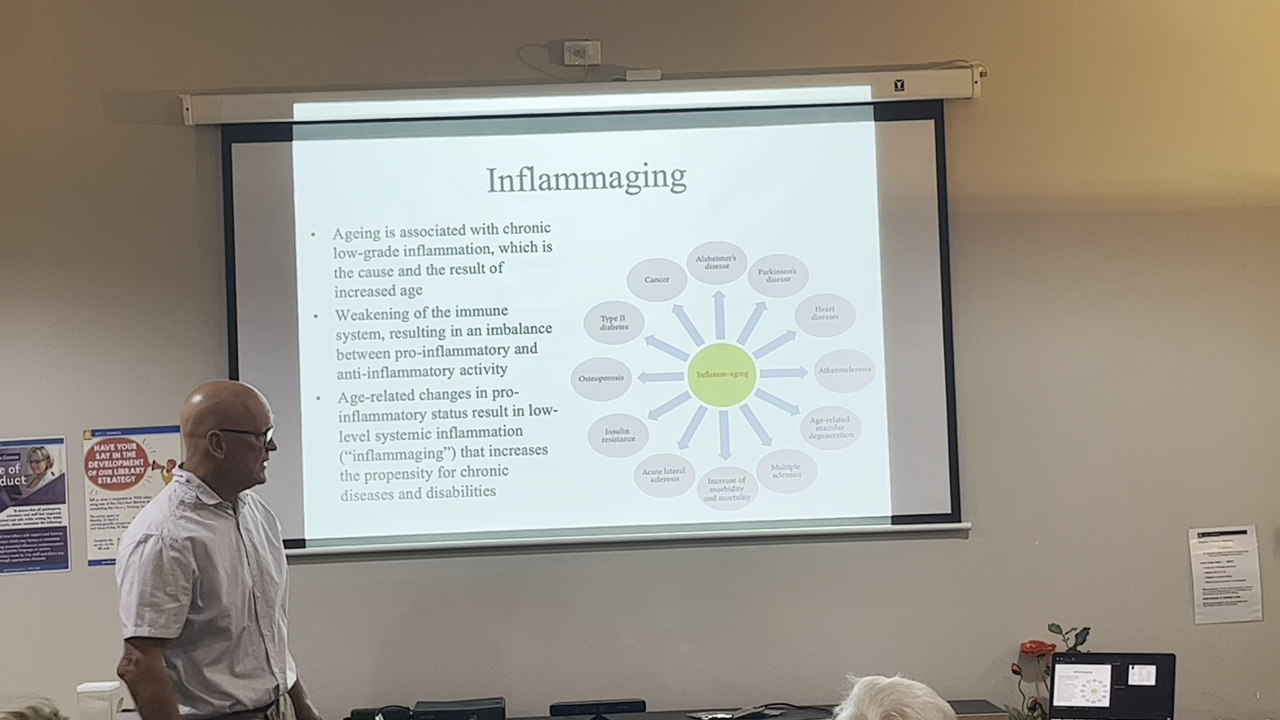 Inflammaging
• Ageing is associated with chronic
low-grade inflammation, which is
the cause and the result of
increased age
• Weakening of the immune
system, resulting in an imbalance
between pro-inflammatory and
anti-inflammatory activity
• Age-related changes in pro-
inflammatory status result in low-
level systemic inflammation
(“inflammaging”) that increases
the propensity for chronic
diseases and disabilities
Alzheimer's
disease
Parkinson's
disease
Heart
diseases
Atherosclerosis
Age-related
macular
degeneration
Multiple
sclerosis
Increase of
morbidity
and mortality
Acute lateral
sclerosis
Insulin
resistance
Osteoporosis
Type II
diabetes
Cancer
Inflamm-aging
HAVE YOUR
SAY IN THE
DEVELOPMENT
OF OUR LIBRARY
STRATEGY